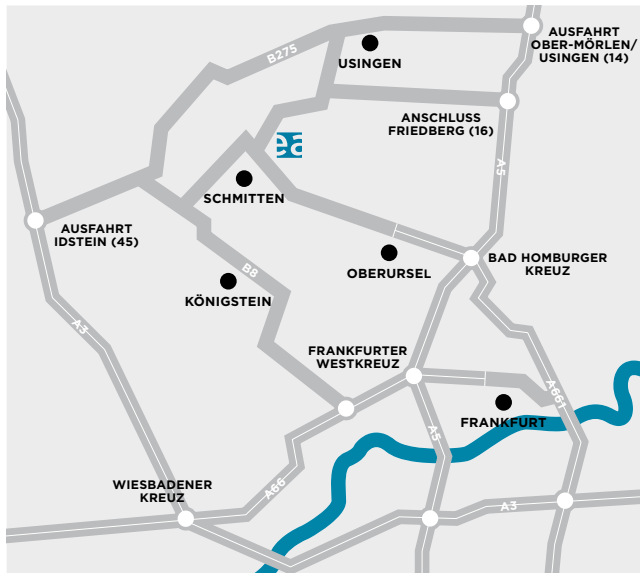 AUSFAHRT
OBER-MÖRLEN/
USINGEN (14)
B275
USINGEN
ANSCHLUSS
FRIEDBERG (16)
ea
A5
SCHMITTEN
AUSFAHRT
IDSTEIN (45)
B8
OBERURSEL
BAD HOMBURGER
KREUZ
KÖNIGSTEIN
A3
FRANKFURTER
WESTKREUZ
A661
FRANKFURT
A5
WIESBADENER
KREUZ
A66
A3